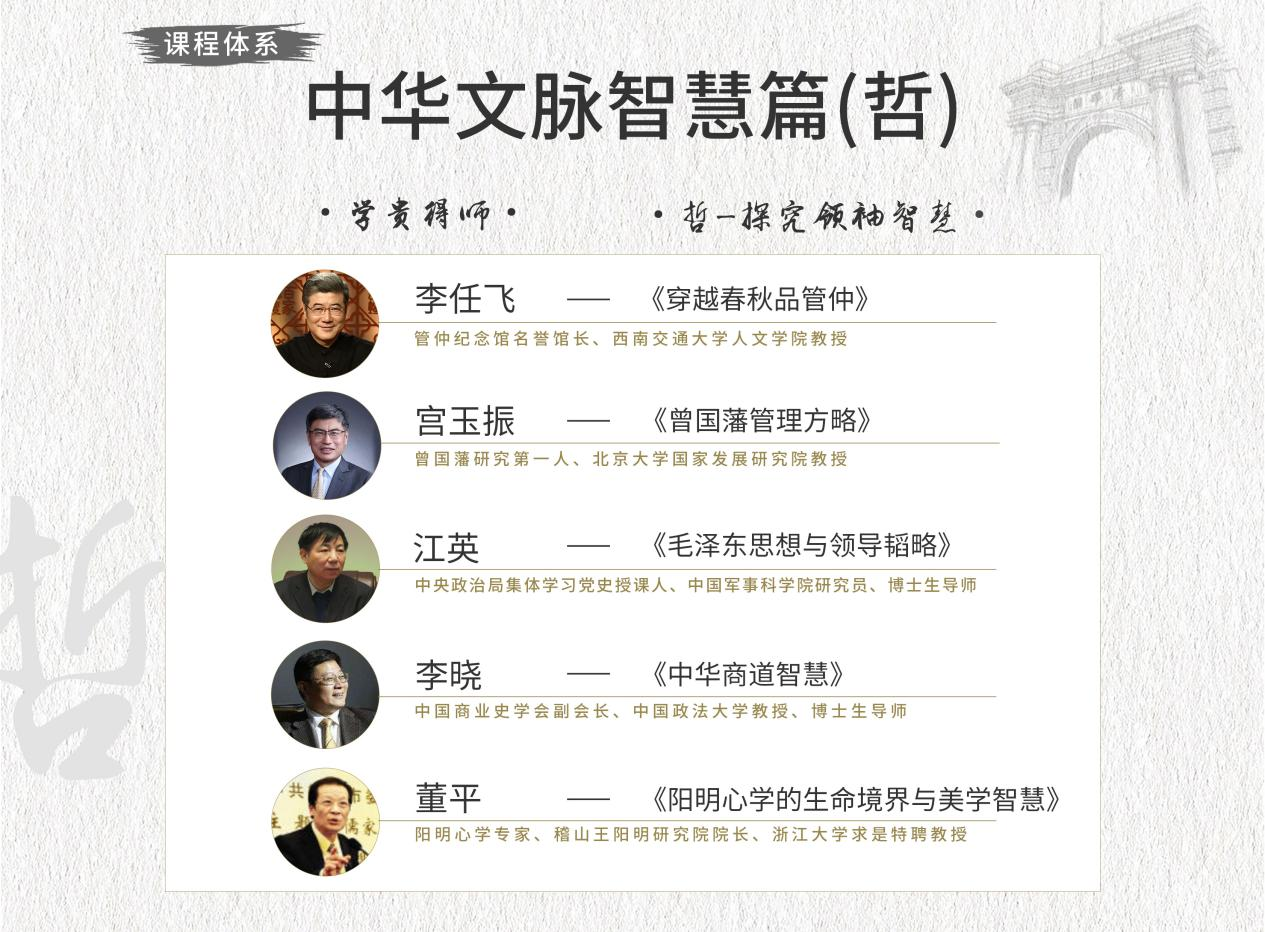 课程体系
中华文脉智慧篇(哲)
•学贵得师• •哲—探究领袖智慧•
李任飞 —— 《穿越春秋品管仲》
管仲纪念馆名誉馆长、西南交通大学人文学院教授
宫玉振 —— 《曾国藩管理方略》
曾国藩研究第一人、北京大学国家发展研究院教授
江英 —— 《毛泽东思想与领导韬略》
中央政治局集体学习党史授课人、中国军事科学院研究员、博士生导师
李晓 —— 《中华商道智慧》
中国商业史学会副会长、中国政法大学教授、博士生导师
董平 —— 《阳明心学的生命境界与美学智慧》
阳明心学专家、稽山王阳明研究院院长、浙江大学求是特聘教授
哲